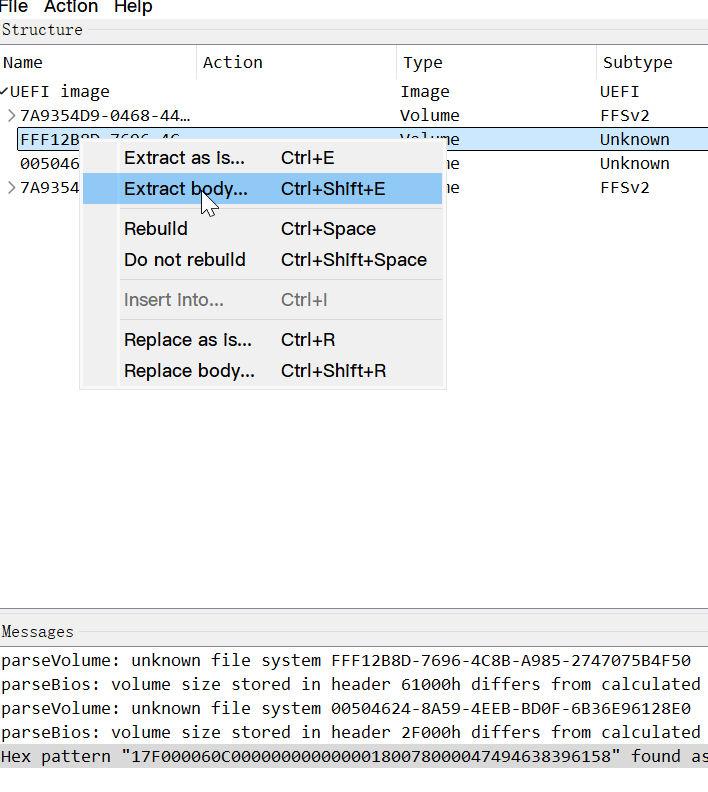 File Action Help
Structure
Name Action Type Subtype
UEFI image Image UEFI
7A9354D9-0468-44… Volume FFSv2
FFF12B8D-7696-4C Volume Unknown
005046 me Unknown
7A9354 me FFSv2
Extract as is... Ctrl+E
Extract body... Ctrl+Shift+E
Rebuild Ctrl+Space
Do not rebuild Ctrl+Shift+Space
Insert into... Ctrl+I
Replace as is... Ctrl+R
Replace body... Ctrl+Shift+R
Messages
parseVolume: unknown file system FFF12B8D-7696-4C8B-A985-2747075B4F50
parseBios: volume size stored in header 61000h differs from calculated
parseVolume: unknown file system 00504624-8A59-4EEB-BD0F-6B36E96128E0
parseBios: volume size stored in header 2F000h differs from calculated
Hex pattern "17F000060C0000000000000180078000047494638396158" found as